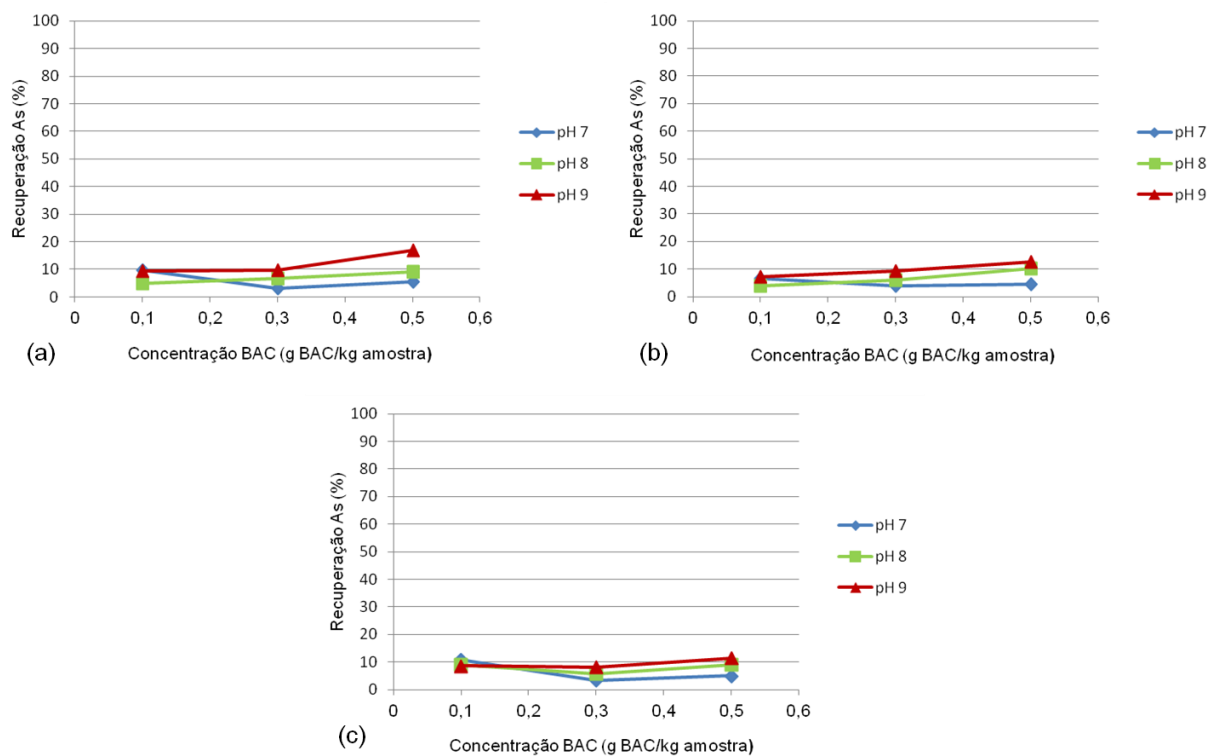 100
90
80
70
60
50
40
30
20
10
0
Recuperação As (%)
0 0,1 0,2 0,3 0,4 0,5 0,6
Concentração BAC (g BAC/kg amostra)
pH 7
pH 8
pH 9
(a)
100
90
80
70
60
50
40
30
20
10
0
Recuperação As (%)
0 0,1 0,2 0,3 0,4 0,5 0,6
Concentração BAC (g BAC/kg amostra)
pH 7
pH 8
pH 9
(b)
100
90
80
70
60
50
40
30
20
10
0
Recuperação As (%)
0 0,1 0,2 0,3 0,4 0,5 0,6
Concentração BAC (g BAC/kg amostra)
pH 7
pH 8
pH 9
(c)